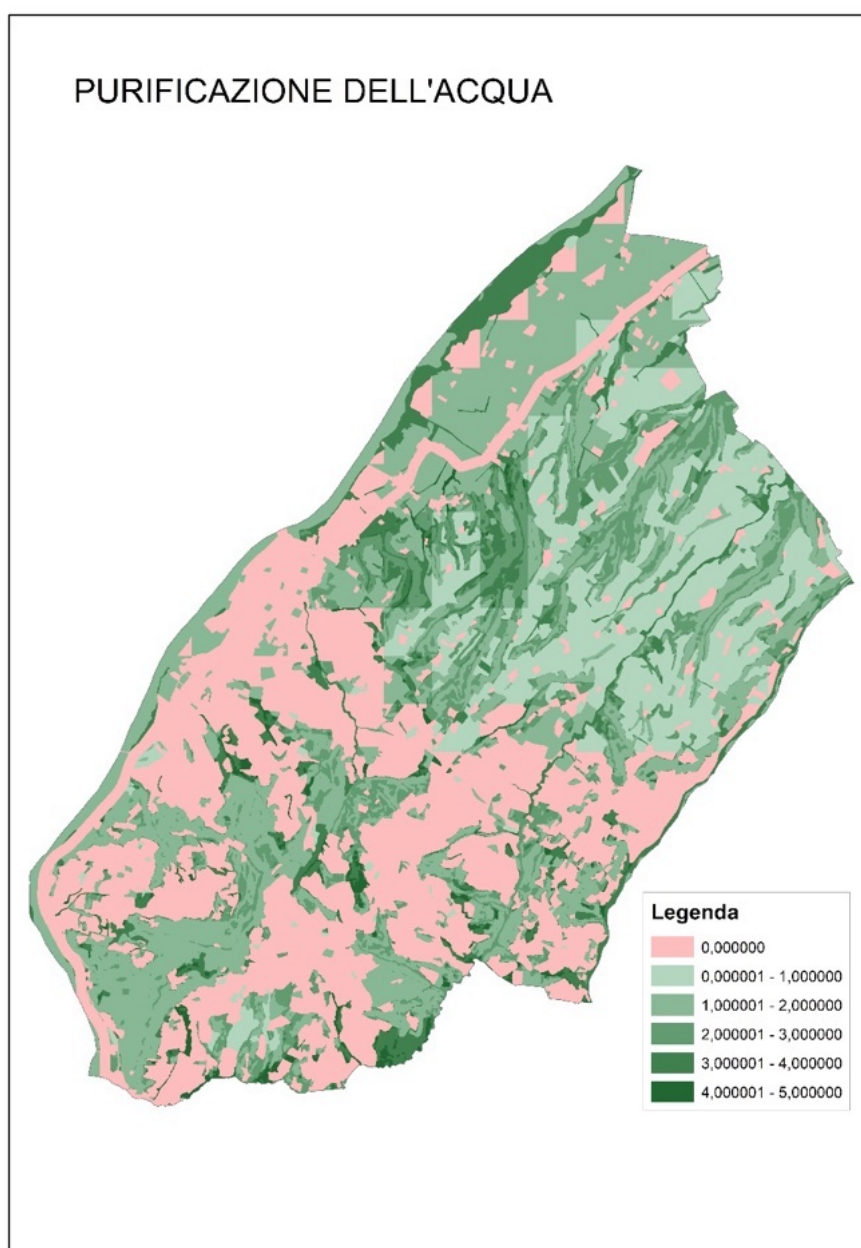 PURIFICAZIONE DELL'ACQUA
Legenda
0,000000
0,000001 - 1,000000
1,000001 - 2,000000
2,000001 - 3,000000
3,000001 - 4,000000
4,000001 - 5,000000